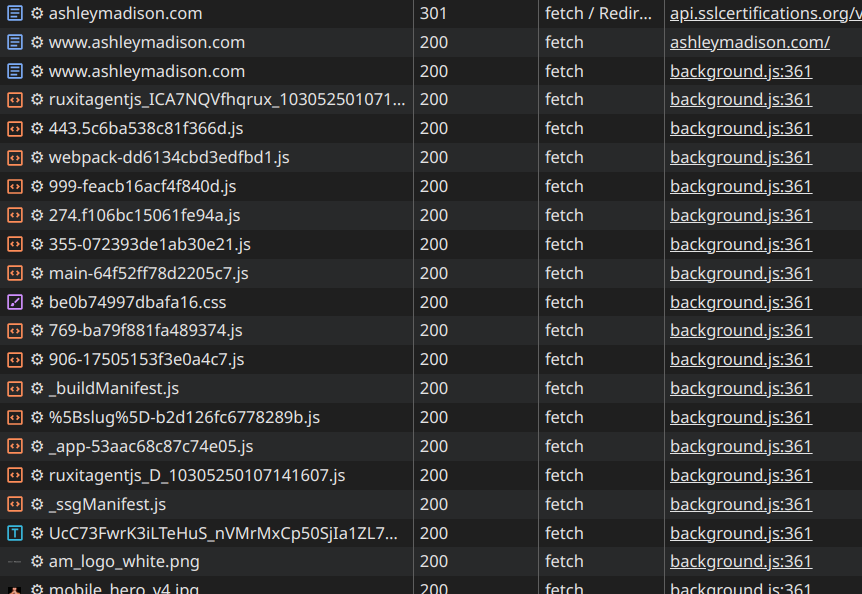 ashleymadison.com 301 fetch / Redir... api.sslcertifications.org/v
www.ashleymadison.com 200 fetch ashleymadison.com/
www.ashleymadison.com 200 fetch background.js:361
ruxitagentjs_ICA7NQVfhqrux_103052501071... 200 fetch background.js:361
443.5c6ba538c81f366d.js 200 fetch background.js:361
webpack-dd6134cbd3edfbd1.js 200 fetch background.js:361
999-feacb16acf4f840d.js 200 fetch background.js:361
274.f106bc15061fe94a.js 200 fetch background.js:361
355-072393de1ab30e21.js 200 fetch background.js:361
main-64f52ff78d2205c7.js 200 fetch background.js:361
be0b74997dbafa16.css 200 fetch background.js:361
769-ba79f881fa489374.js 200 fetch background.js:361
906-17505153f3e0a4c7.js 200 fetch background.js:361
_buildManifest.js 200 fetch background.js:361
%5Bslug%5D-b2d126fc6778289b.js 200 fetch background.js:361
_app-53aac68c87c74e05.js 200 fetch background.js:361
ruxitagentjs_D_10305250107141607.js 200 fetch background.js:361
_ssgManifest.js 200 fetch background.js:361
UcC73FwrK3iLTeHuS_nVMrMxCp50SjIa1ZL7... 200 fetch background.js:361
am_logo_white.png 200 fetch background.js:361
mobile_hero_v4.jpg 200 fetch background.js:361